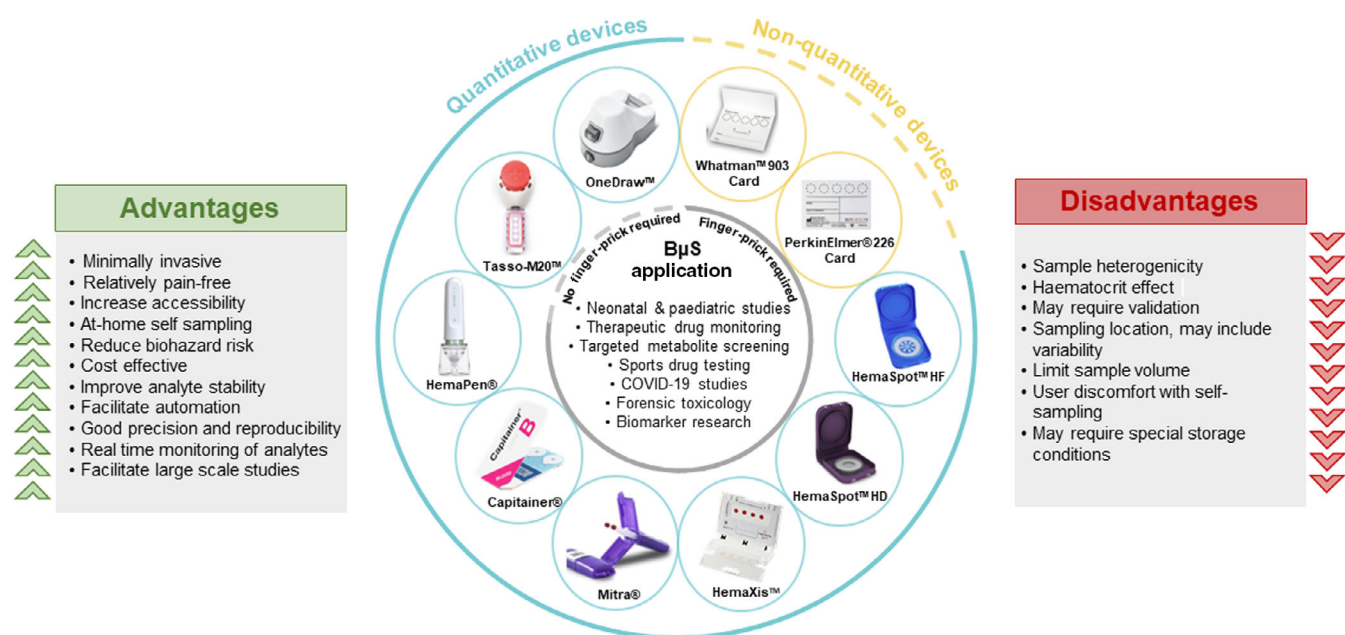 Quantitative devices
Non-quantitative devices
Advantages
• Minimally invasive
• Relatively pain-free
• Increase accessibility
• At-home self sampling
• Reduce biohazard risk
• Cost effective
• Improve analyte stability
• Facilitate automation
• Good precision and reproducibility
• Real time monitoring of analytes
• Facilitate large scale studies
OneDraw™
Whatman™ 903
Card
Tasso-M20™
PerkinElmer® 226
Card
HemaPen®
HemaSpot™ HF
Capitainer
B
Capitainer®
HemaSpot™ HD
Mitra®
HemaXis™
No finger-prick required
Finger-prick required
BµS
application
• Neonatal & paediatric studies
• Therapeutic drug monitoring
• Targeted metabolite screening
• Sports drug testing
• COVID-19 studies
• Forensic toxicology
• Biomarker research
Disadvantages
• Sample heterogenicity
• Haematocrit effect
• May require validation
• Sampling location, may include
variability
• Limit sample volume
• User discomfort with self-
sampling
• May require special storage
conditions